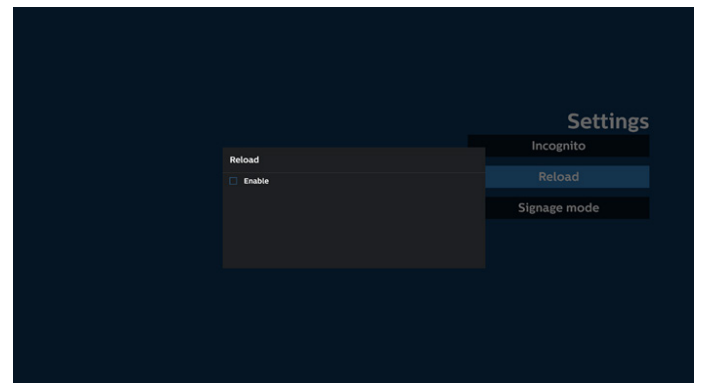 Settings
Incognito
Reload
Enable
Reload
Signage mode